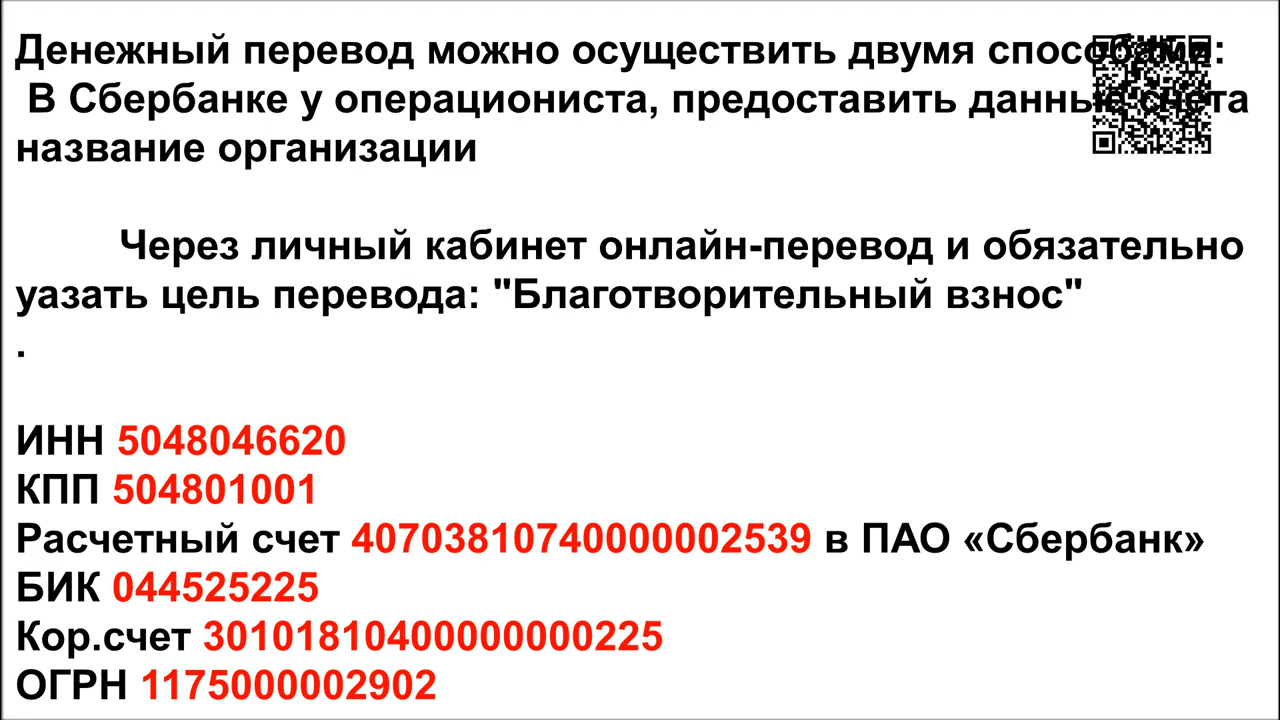 Денежный перевод можно осуществить двумя способами:
В Сбербанке у операциониста, предоставить данные счета
название организации
Через личный кабинет онлайн-перевод и обязательно
уазать цель перевода: "Благотворительный взнос"
.
ИНН 5048046620
КПП 504801001
Расчетный счет 40703810740000002539 в ПАО «Сбербанк»
БИК 044525225
Кор.счет 30101810400000000225
ОГРН 1175000002902